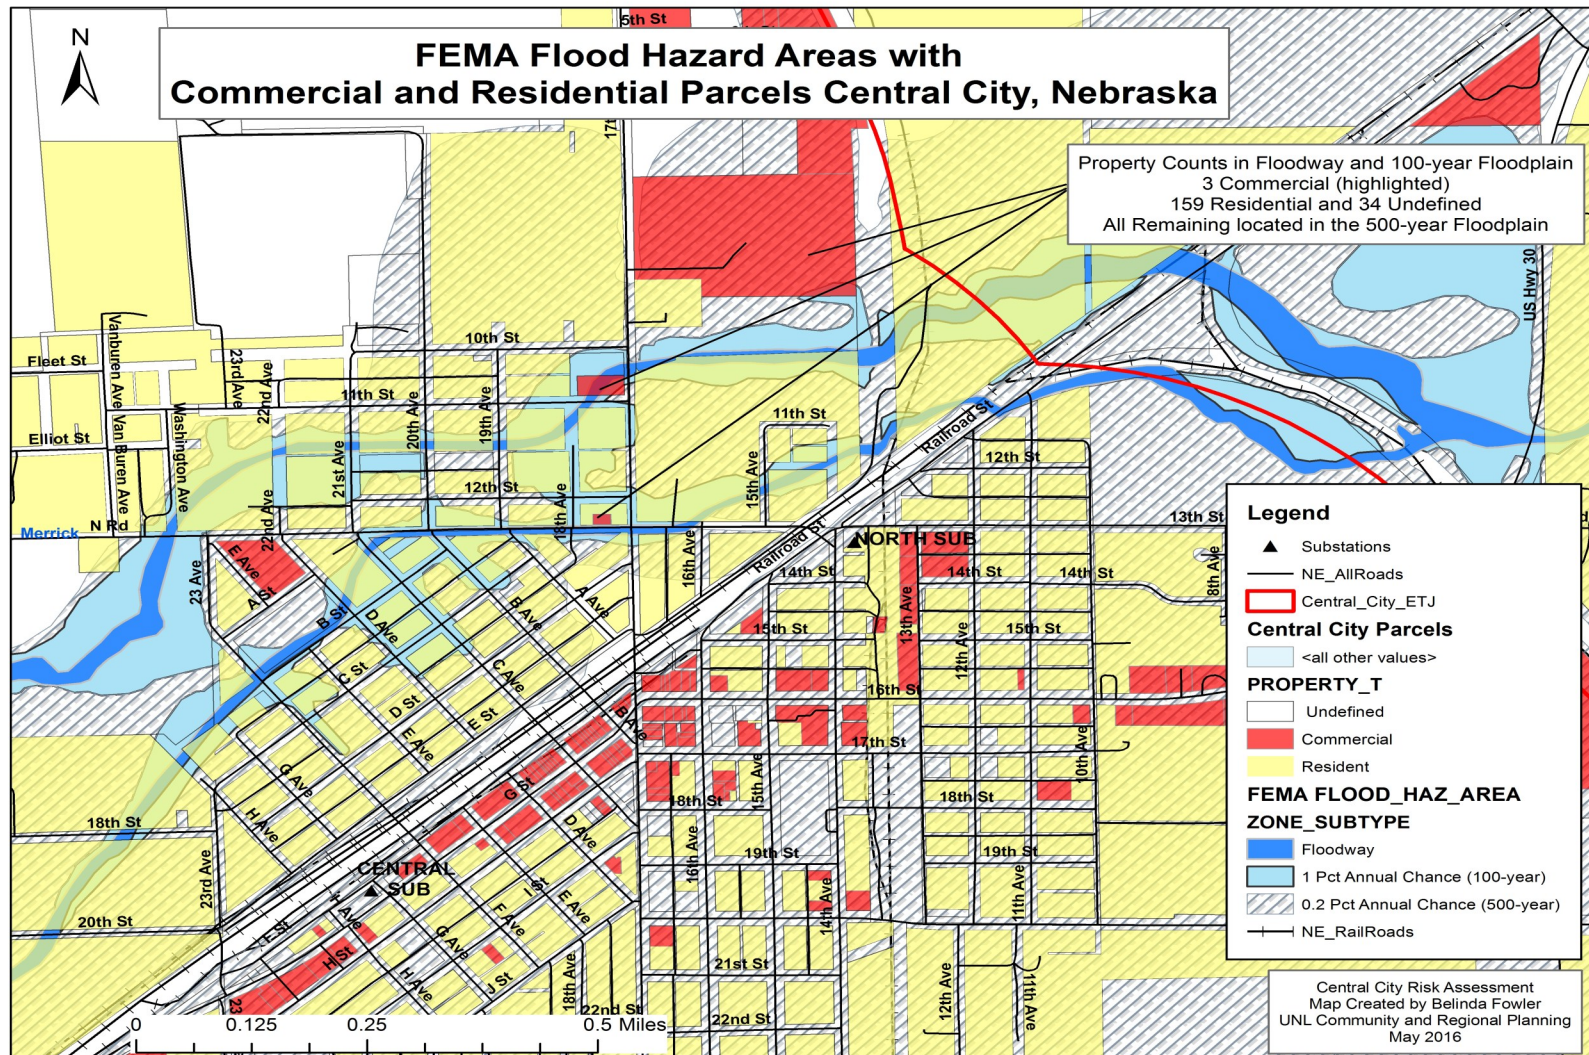 5th St
N
FEMA Flood Hazard Areas with
Commercial and Residential Parcels Central City, Nebraska
Property Counts in Floodway and 100-year Floodplain
3 Commercial (highlighted)
159 Residential and 34 Undefined
All Remaining located in the 500-year Floodplain
US Hwy 30
10th St
Fleet St
Vanburen Ave
23rd Ave
22nd Ave
11th St
20th Ave
19th Ave
Washington Ave
11th St
Railroad St
Elliot St
Van Buren Ave
21st Ave
12th St
18th Ave
15th Ave
12th St
22nd Ave
Merrick
N Rd
13th St
16th Ave
Railroad St
NORTH SUB
23 Ave
E Ave
A St
B St
D Ave
B Ave
A Ave
14th St
14th St
14th St
8th Ave
13th Ave
12th Ave
15th St
15th St
C St
C Ave
D St
E St
E Ave
B Ave
16th St
17th St
15th Ave
10th Ave
G Ave
H Ave
G St
D Ave
18th St
18th St
18th St
19th St
19th St
CENTRAL
SUB
23rd Ave
16th Ave
14th Ave
11th Ave
20th St
F St
H Ave
I St
E Ave
F Ave
G Ave
H St
H Ave
J St
18th Ave
21st St
22nd St
22nd St
12th Ave
11th Ave
23
0 0.125 0.25 0.5 Miles
Legend
Substations
NE_AllRoads
Central_City_ETJ
Central City Parcels
<all other values>
PROPERTY_T
Undefined
Commercial
Resident
FEMA FLOOD_HAZ_AREA
ZONE_SUBTYPE
Floodway
1 Pct Annual Chance (100-year)
0.2 Pct Annual Chance (500-year)
NE_RailRoads
Central City Risk Assessment
Map Created by Belinda Fowler
UNL Community and Regional Planning
May 2016